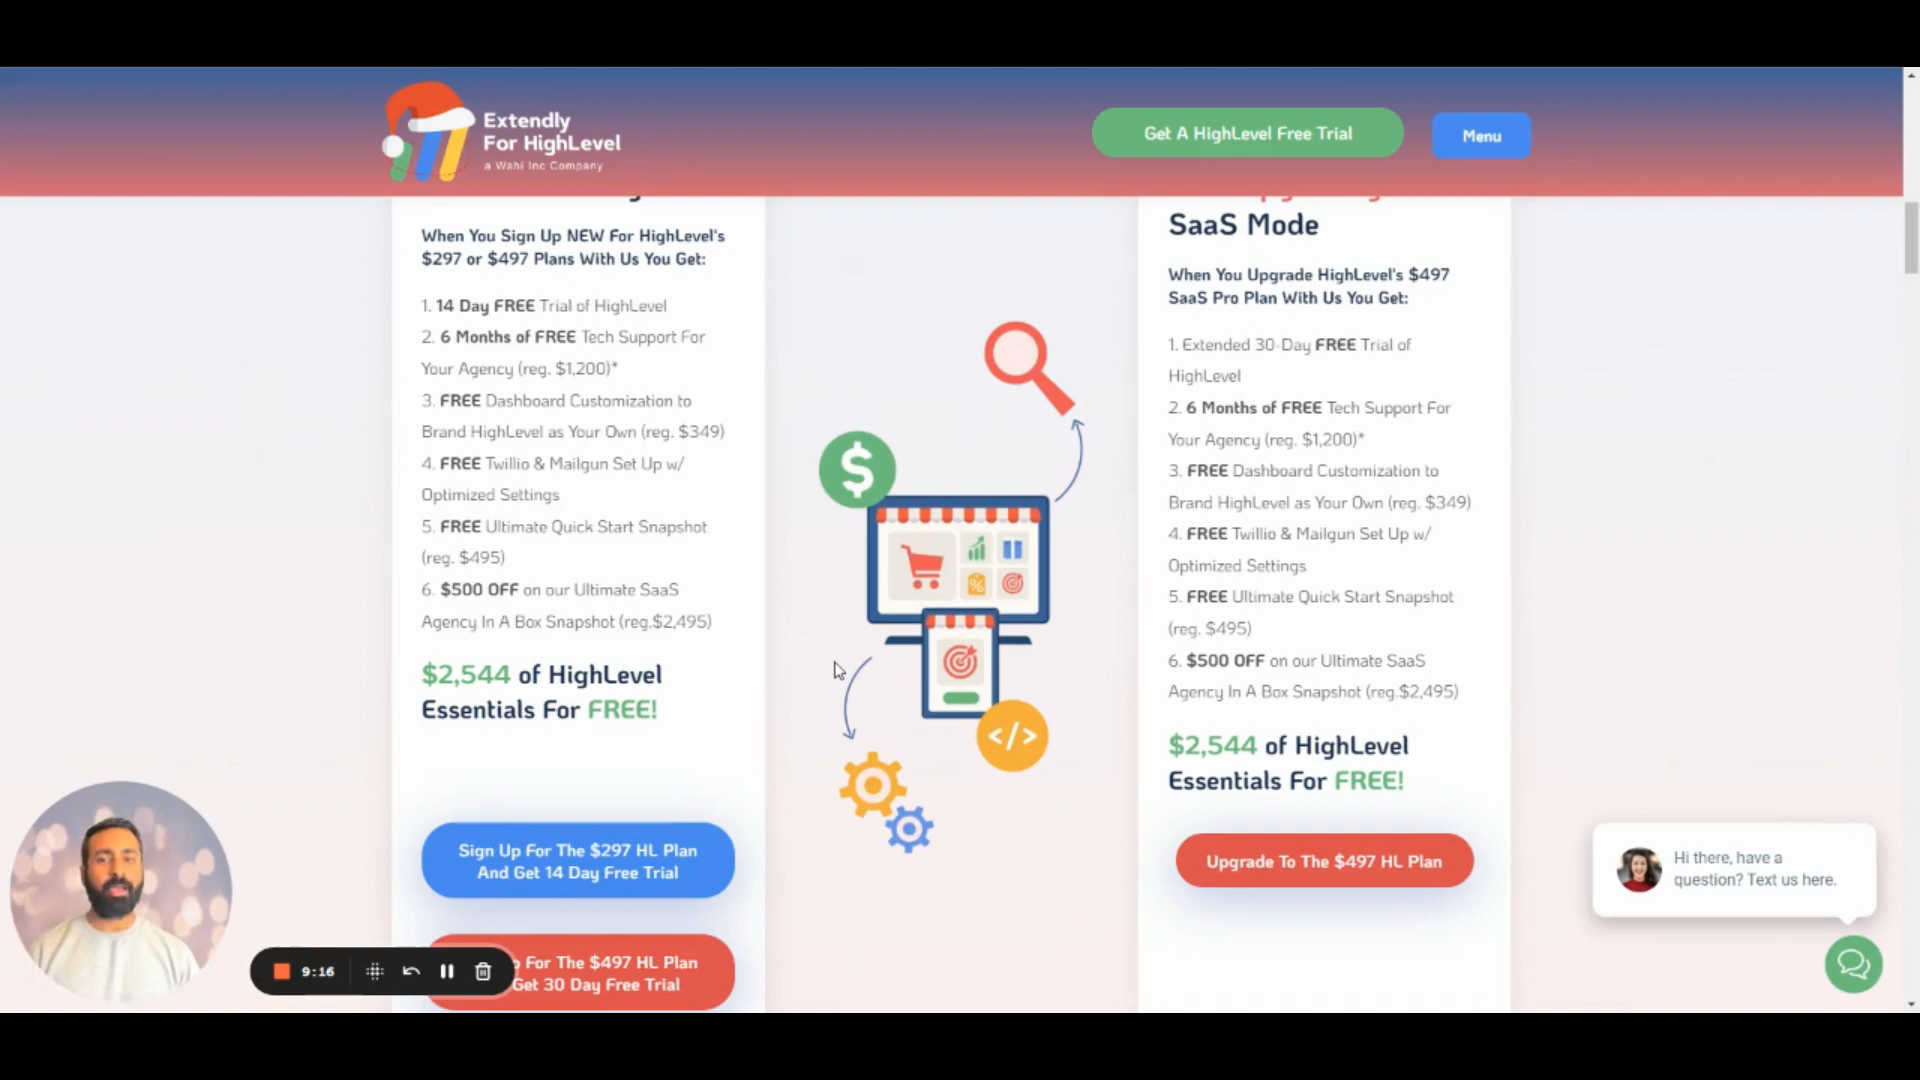 Extendly
For HighLevel
a Wahi Inc Company
Get A HighLevel Free Trial
Menu
When You Sign Up NEW For HighLevel's
$297 or $497 Plans With Us You Get:
1. 14 Day FREE Trial of HighLevel
2. 6 Months of FREE Tech Support For
Your Agency (reg. $1,200)*
3. FREE Dashboard Customization to
Brand HighLevel as Your Own (reg. $349)
4. FREE Twillio & Mailgun Set Up w/
Optimized Settings
5. FREE Ultimate Quick Start Snapshot
(reg. $495)
6. $500 OFF on our Ultimate SaaS
Agency In A Box Snapshot (reg.$2,495)
$2,544 of HighLevel
Essentials For FREE!
Sign Up For The $297 HL Plan
And Get 14 Day Free Trial
For The $497 HL Plan
Get 30 Day Free Trial
9:16
$
%
</>
SaaS Mode
When You Upgrade HighLevel's $497
SaaS Pro Plan With Us You Get:
1. Extended 30-Day FREE Trial of
HighLevel
2. 6 Months of FREE Tech Support For
Your Agency (reg. $1,200)*
3. FREE Dashboard Customization to
Brand HighLevel as Your Own (reg. $349)
4. FREE Twillio & Mailgun Set Up w/
Optimized Settings
5. FREE Ultimate Quick Start Snapshot
(reg. $495)
6. $500 OFF on our Ultimate SaaS
Agency In A Box Snapshot (reg.$2,495)
$2,544 of HighLevel
Essentials For FREE!
Upgrade To The $497 HL Plan
Hi there, have a
question? Text us here.